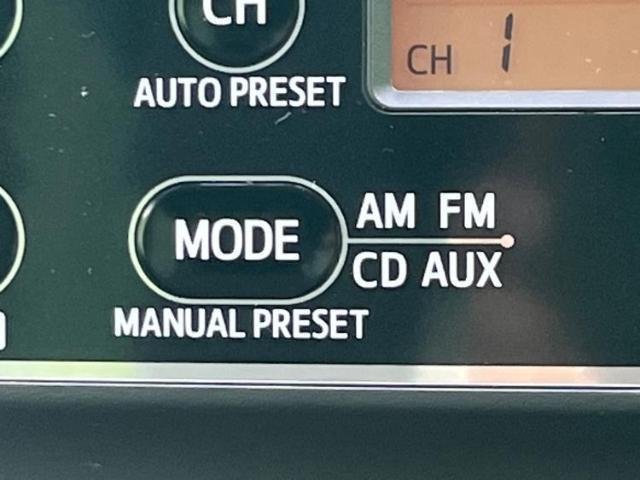 CH
CH 1
AUTO PRESET
AM FM
MODE
CD AUX
MANUAL PRESET